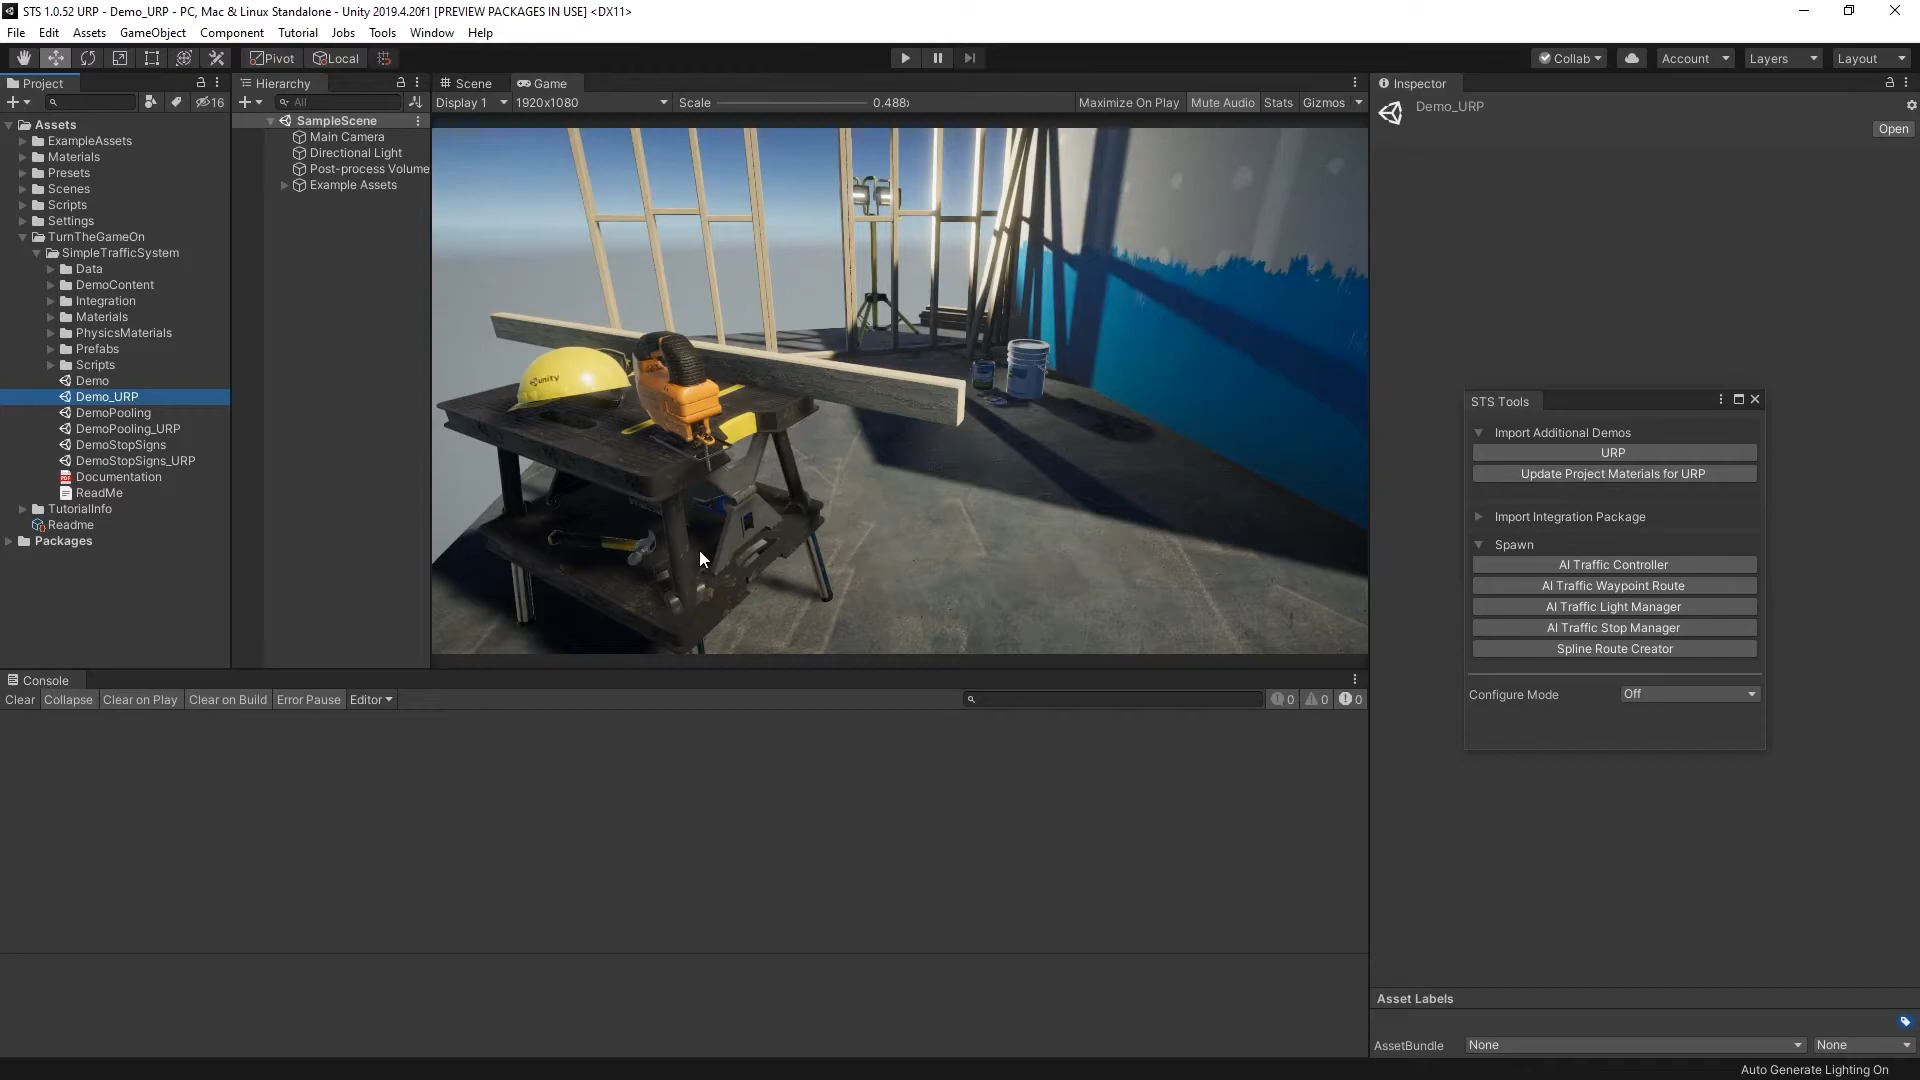 STS 1.0.52 URP - Demo_URP - PC, Mac & Linux Standalone - Unity 2019.4.20f1 [PREVIEW PACKAGES IN USE] <DX11>
File Edit Assets GameObject Component Tutorial Jobs Tools Window Help
Pivot Local Collab Account Layers Layout
Project
16
Assets
ExampleAssets
Materials
Presets
Scenes
Scripts
Settings
TurnTheGameOn
SimpleTrafficSystem
Data
DemoContent
Integration
Materials
PhysicsMaterials
Prefabs
Scripts
Demo
Demo_URP
DemoPooling
DemoPooling_URP
DemoStopSigns
DemoStopSigns_URP
Documentation
ReadMe
TutorialInfo
Readme
Packages
Hierarchy
All
SampleScene
Main Camera
Directional Light
Post-process Volume
Example Assets
Scene Game
Display 1 1920x1080 Scale 0.488x Maximize On Play Mute Audio Stats Gizmos
unity
Console
Clear Collapse Clear on Play Clear on Build Error Pause Editor 0 0 0
Inspector
Demo_URP
Open
STS Tools
Import Additional Demos
URP
Update Project Materials for URP
Import Integration Package
Spawn
AI Traffic Controller
AI Traffic Waypoint Route
AI Traffic Light Manager
AI Traffic Stop Manager
Spline Route Creator
Configure Mode Off
Asset Labels
AssetBundle None None
Auto Generate Lighting On